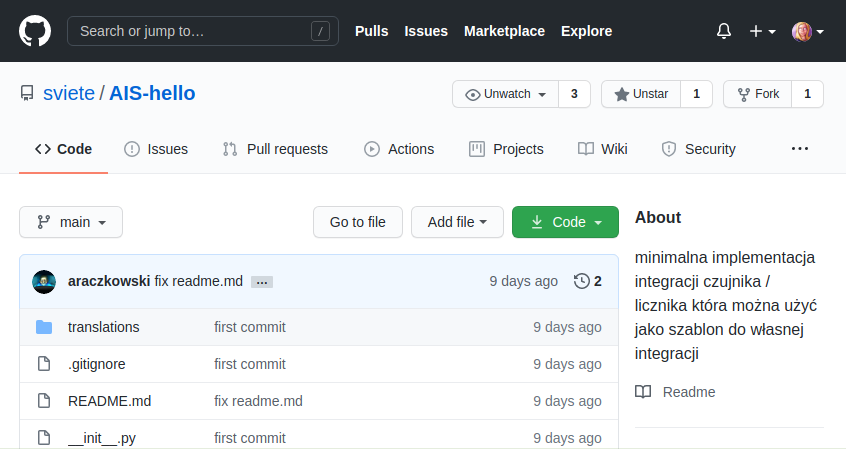 Search or jump to… /
Pulls Issues Marketplace Explore
sviete / AIS-hello
Unwatch 3 Unstar 1 Fork 1
Code Issues Pull requests Actions Projects Wiki Security ...
main Go to file Add file Code
araczkowski fix readme.md ... 9 days ago 2
translations first commit 9 days ago
.gitignore first commit 9 days ago
README.md fix readme.md 9 days ago
__init__.py first commit 9 days ago
About
minimalna implementacja
integracji czujnika /
licznika która można użyć
jako szablon do własnej
integracji
Readme